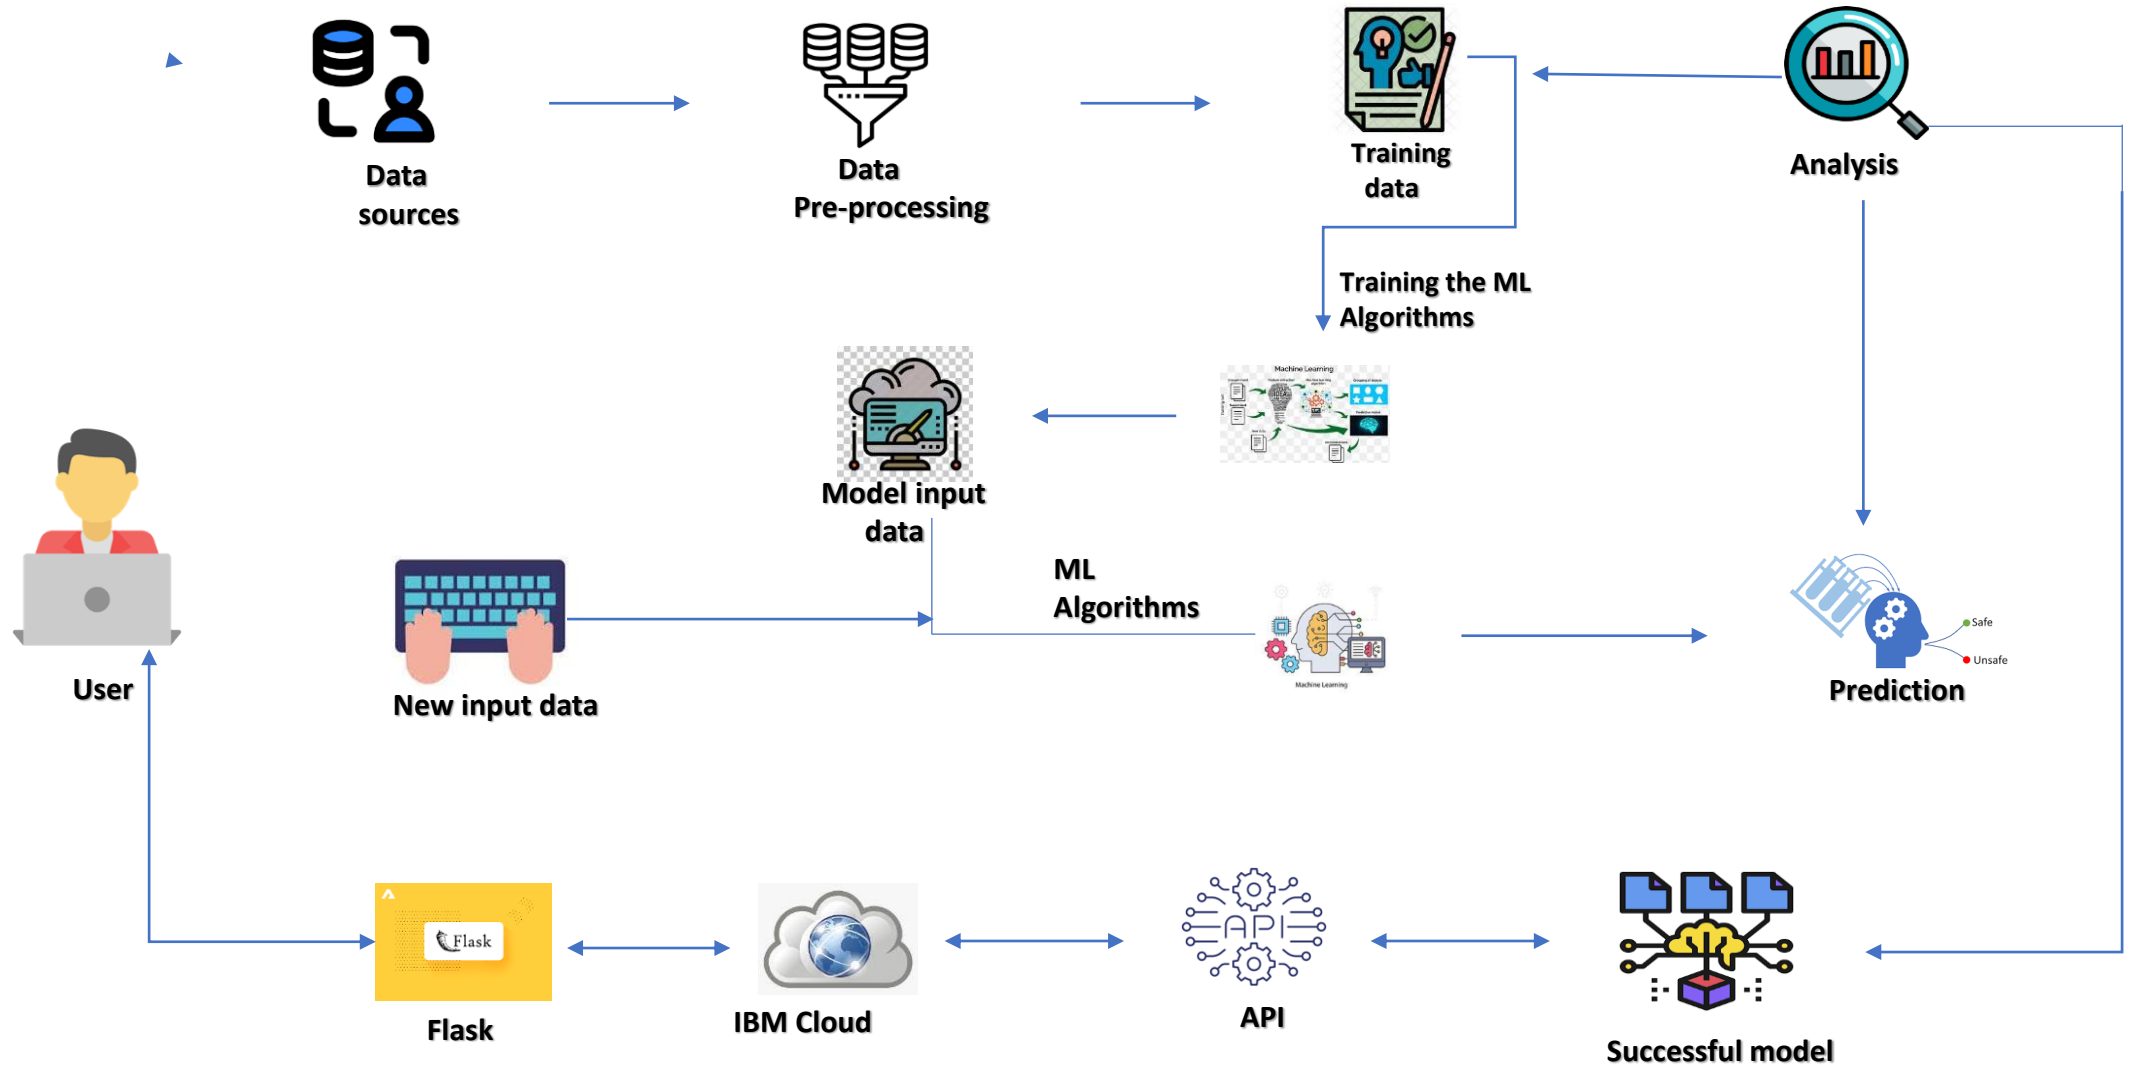 Data
sources
Data
Pre-processing
Training
data
Analysis
Training the ML
Algorithms
Machine Learning
Model input
data
ML
Algorithms
Machine Learning
Safe
Unsafe
User
New input data
Prediction
Flask
API
Flask
IBM Cloud
API
Successful model